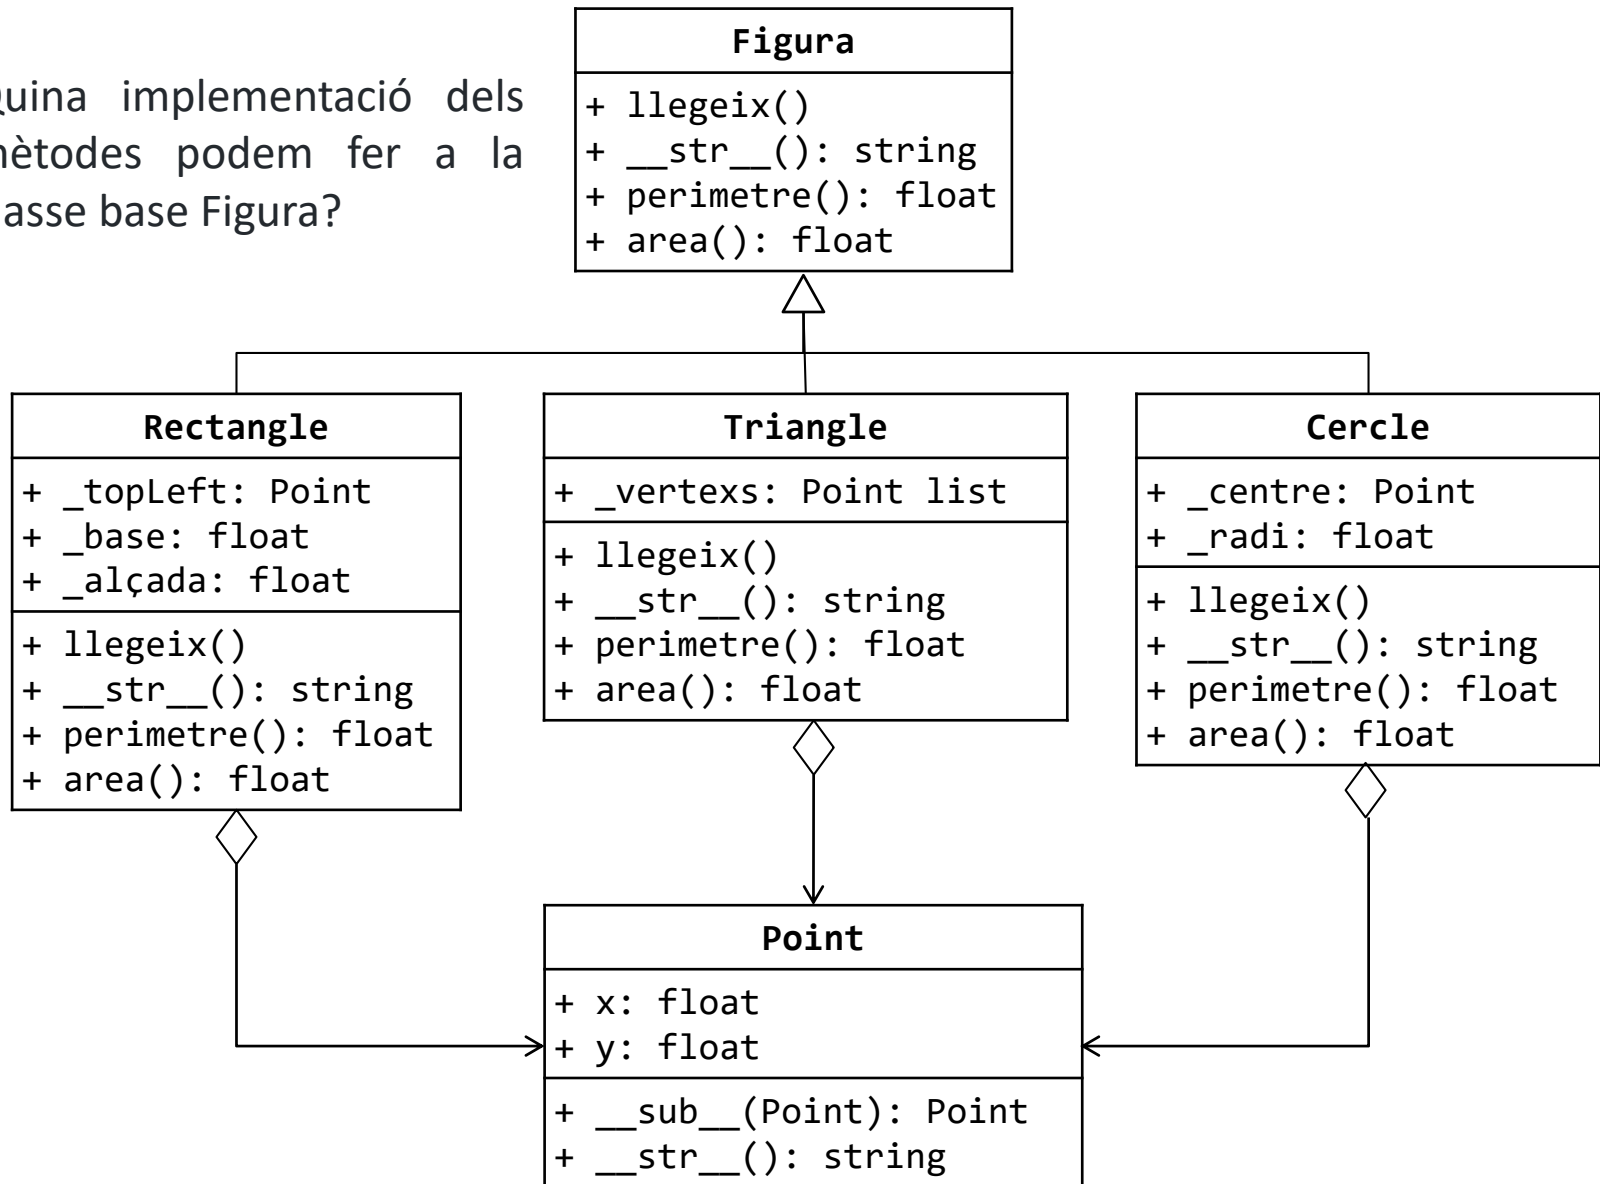 uina implementació dels
ètodes podem fer a la
asse base Figura?
Figura
+ llegeix()
+ __str__(): string
+ perimetre(): float
+ area(): float
Rectangle
+ _topLeft: Point
+ _base: float
+ _alçada: float
+ llegeix()
+ __str__(): string
+ perimetre(): float
+ area(): float
Triangle
+ _vertexs: Point list
+ llegeix()
+ __str__(): string
+ perimetre(): float
+ area(): float
Cercle
+ _centre: Point
+ _radi: float
+ llegeix()
+ __str__(): string
+ perimetre(): float
+ area(): float
Point
+ x: float
+ y: float
+ __sub__(Point): Point
+ __str__(): string